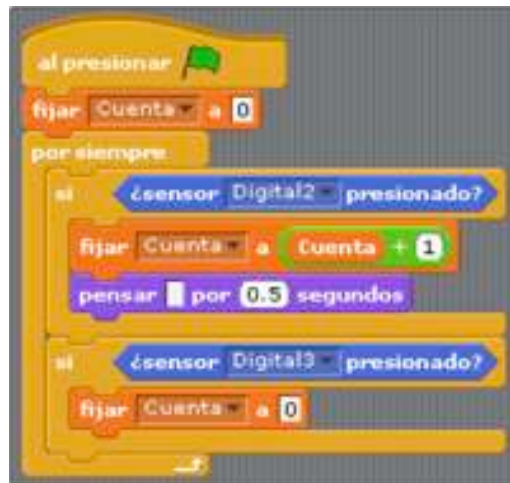 al presionar
fijar Cuenta a 0
por siempre
si ¿sensor Digital2 presionado?
fijar Cuenta a Cuenta + 1
pensar por 0.5 segundos
si ¿sensor Digital3 presionado?
fijar Cuenta a 0